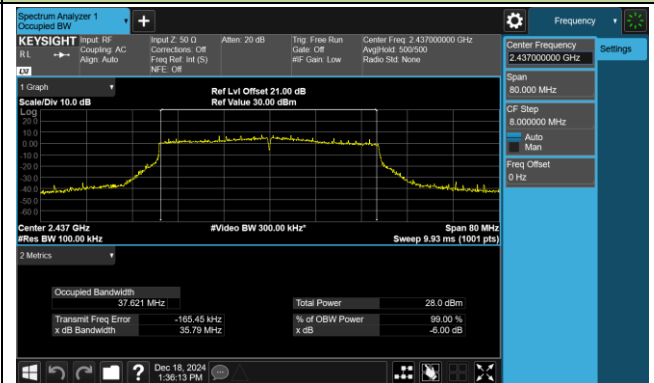 Spectrum Analyzer 1
Occupied BW
+
Frequency
KEYSIGHT
RL
LXI
Input: RF
Coupling: AC
Align: Auto
Input Z: 50 Ω
Corrections: Off
Freq Ref: Int (S)
NFE: Off
Atten: 20 dB
Trig: Free Run
Gate: Off
#IF Gain: Low
Center Freq: 2.437000000 GHz
Avg|Hold: 500/500
Radio Std: None
Center Frequency
2.437000000 GHz
Settings
Span
80.000 MHz
CF Step
8.000000 MHz
Auto
Man
Freq Offset
0 Hz
1 Graph
Scale/Div 10.0 dB
Ref Lvl Offset 21.00 dB
Ref Value 30.00 dBm
Log
20.0
10.0
0.00
-10.0
-20.0
-30.0
-40.0
-50.0
-60.0
Center 2.437 GHz
#Video BW 300.00 kHz*
Span 80 MHz
#Res BW 100.00 kHz
Sweep 9.93 ms (1001 pts)
2 Metrics
Occupied Bandwidth
37.621 MHz
Total Power
28.0 dBm
Transmit Freq Error
-165.45 kHz
% of OBW Power
99.00 %
x dB Bandwidth
35.79 MHz
x dB
-6.00 dB
?
Dec 18, 2024
1:36:13 PM